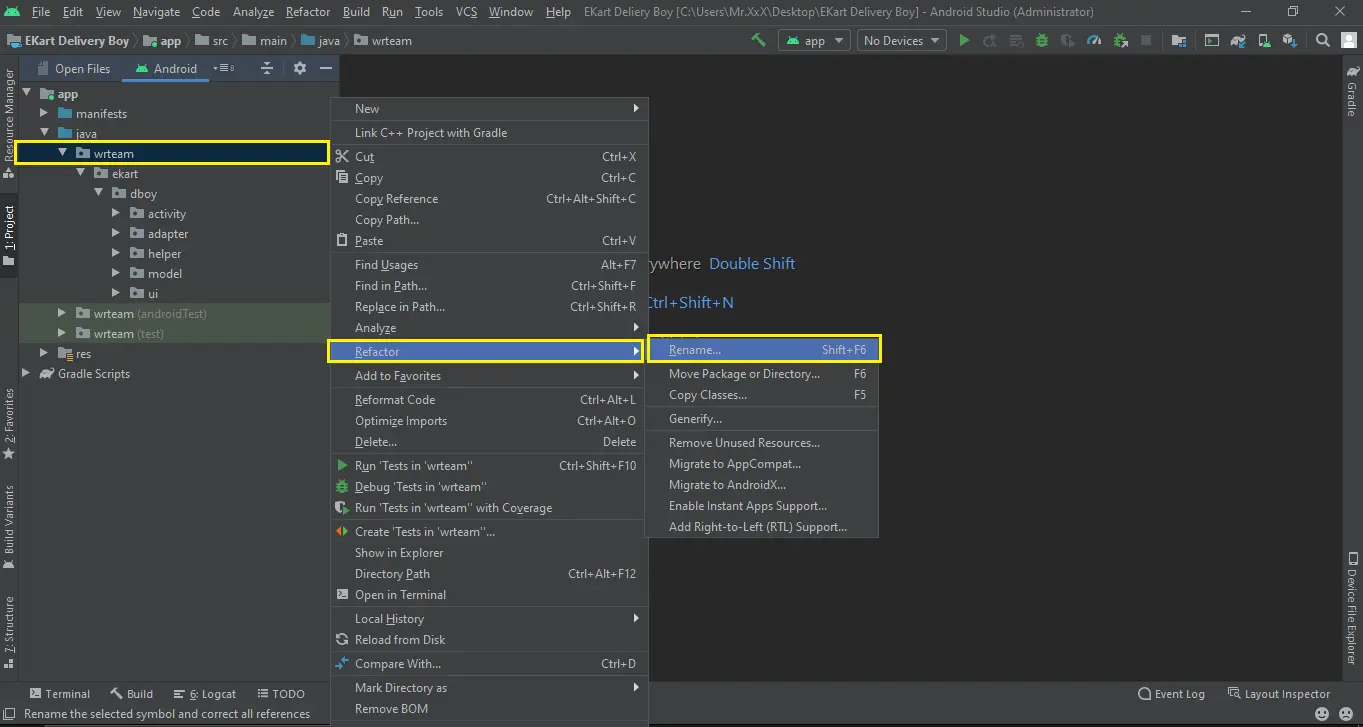 File Edit View Navigate Code Analyze Refactor Build Run Tools VCS Window Help EKart Deliery Boy [C:\Users\Mr.XxX\Desktop\EKart Delivery Boy] - Android Studio (Administrator)
EKart Delivery Boy app src main java wrteam app No Devices
Open Files Android 8
Resource Manager
1: Project
2: Favorites
Build Variants
7: Structure
app
manifests
java
wrteam
ekart
dboy
activity
adapter
helper
model
ui
wrteam (androidTest)
wrteam (test)
res
Gradle Scripts
New
Link C++ Project with Gradle
Cut Ctrl+X
Copy Ctrl+C
Copy Reference Ctrl+Alt+Shift+C
Copy Path...
Paste Ctrl+V
Find Usages Alt+F7
Find in Path... Ctrl+Shift+F
Replace in Path... Ctrl+Shift+R
Analyze
Refactor
Add to Favorites
Reformat Code Ctrl+Alt+L
Optimize Imports Ctrl+Alt+O
Delete... Delete
Run 'Tests in 'wrteam'' Ctrl+Shift+F10
Debug 'Tests in 'wrteam''
Run 'Tests in 'wrteam'' with Coverage
Create 'Tests in 'wrteam''...
Show in Explorer
Directory Path Ctrl+Alt+F12
Open in Terminal
Local History
Reload from Disk
Compare With... Ctrl+D
Mark Directory as
Remove BOM
ywhere Double Shift
Ctrl+Shift+N
Rename... Shift+F6
Move Package or Directory... F6
Copy Classes... F5
Generify...
Remove Unused Resources...
Migrate to AppCompat...
Migrate to AndroidX...
Enable Instant Apps Support...
Add Right-to-Left (RTL) Support...
Gradle
Device File Explorer
Terminal Build 6: Logcat TODO Event Log Layout Inspector
Rename the selected symbol and correct all references